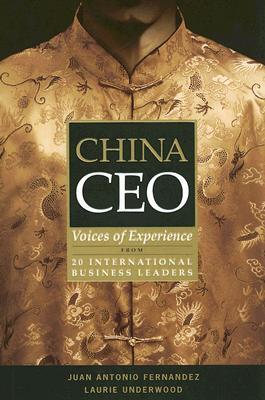 CHINA
CEO
Voices of Experience
FROM
20 INTERNATIONAL
BUSINESS LEADERS
JUAN ANTONIO FERNANDEZ
LAURIE UNDERWOOD